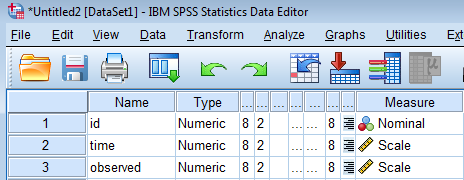 *Untitled2 [DataSet1] - IBM SPSS Statistics Data Editor
File Edit View Data Transform Analyze Graphs
Name Type ... ... ... ... ... ... ... Measure
1 id Numeric 8 2 ... ... 8 Nominal
2 time Numeric 8 2 ... ... 8 Scale
3 observed Numeric 8 2 ... ... 8 Scale